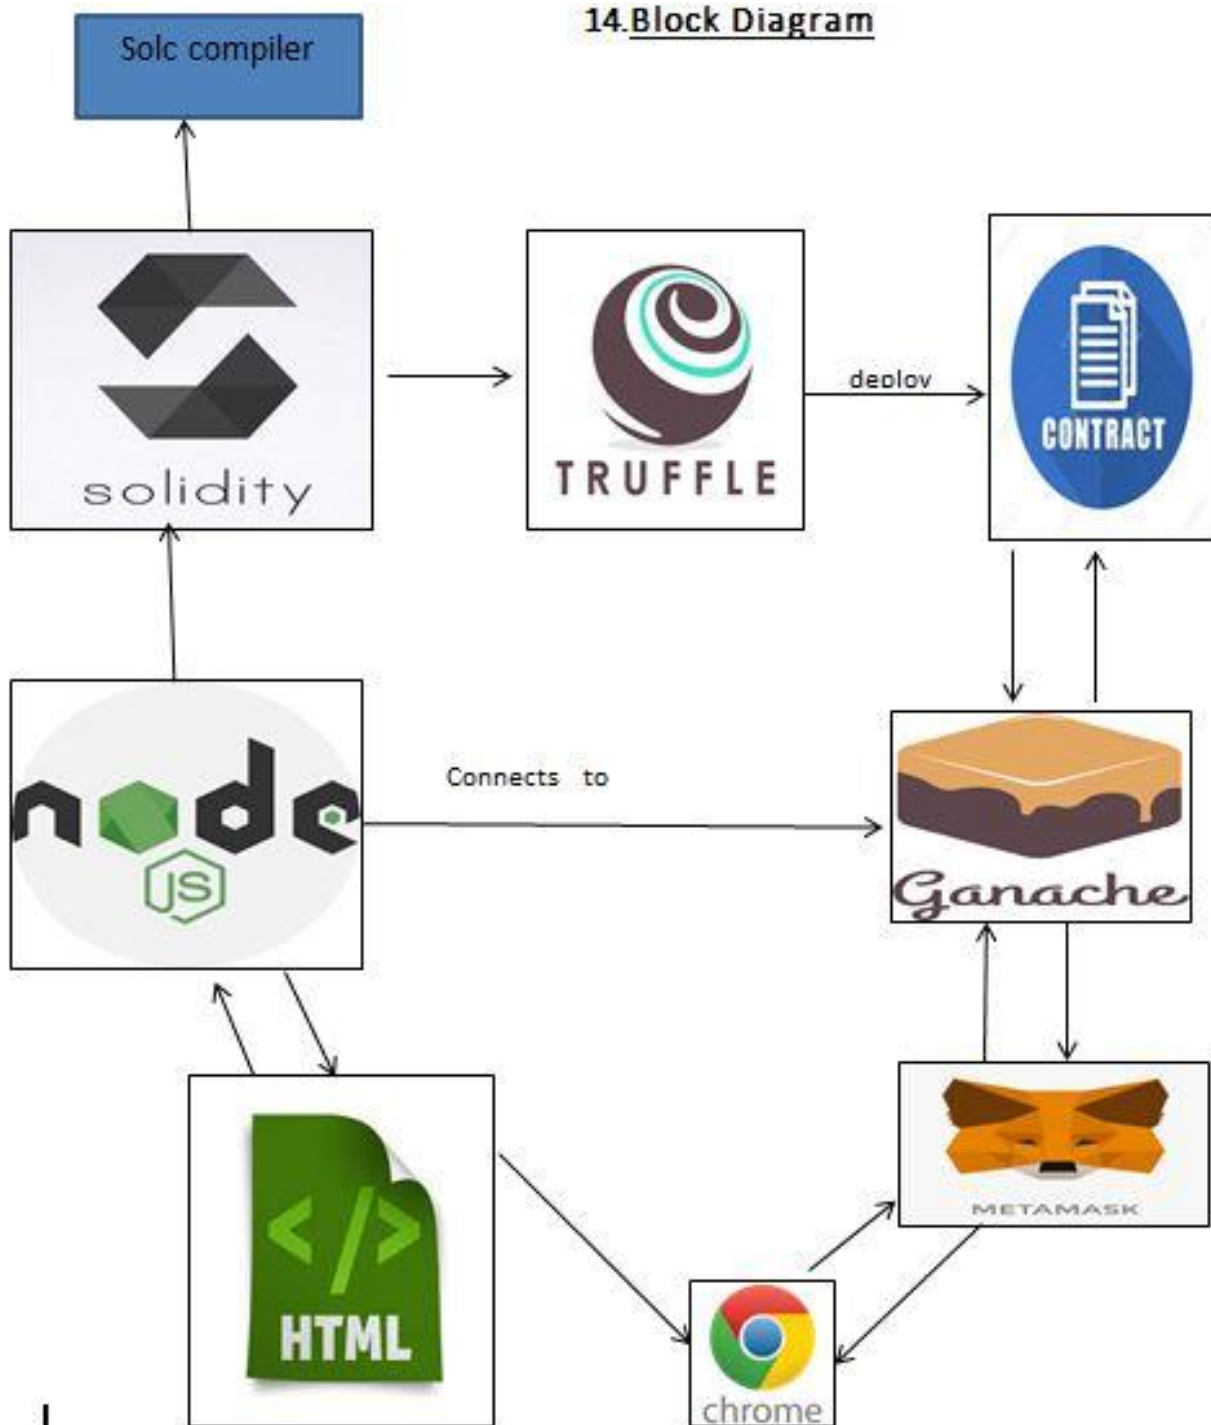 14.Block Diagram
Solc compiler
solidity
TRUFFLE
deploy
CONTRACT
node
JS
Connects to
Ganache
HTML
METAMASK
chrome